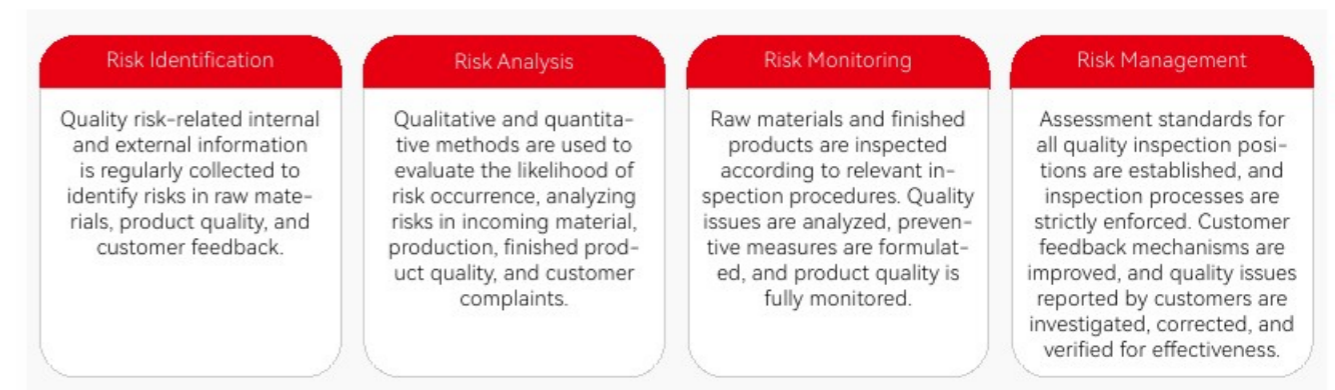 Risk Identification
Quality risk-related internal
and external information
is regularly collected to
identify risks in raw mate-
rials, product quality, and
customer feedback.
Risk Analysis
Qualitative and quantita-
tive methods are used to
evaluate the likelihood of
risk occurrence, analyzing
risks in incoming material,
production, finished prod-
uct quality, and customer
complaints.
Risk Monitoring
Raw materials and finished
products are inspected
according to relevant in-
spection procedures. Quality
issues are analyzed, preven-
tive measures are formulat-
ed, and product quality is
fully monitored.
Risk Management
Assessment standards for
all quality inspection posi-
tions are established, and
inspection processes are
strictly enforced. Customer
feedback mechanisms are
improved, and quality issues
reported by customers are
investigated, corrected, and
verified for effectiveness.